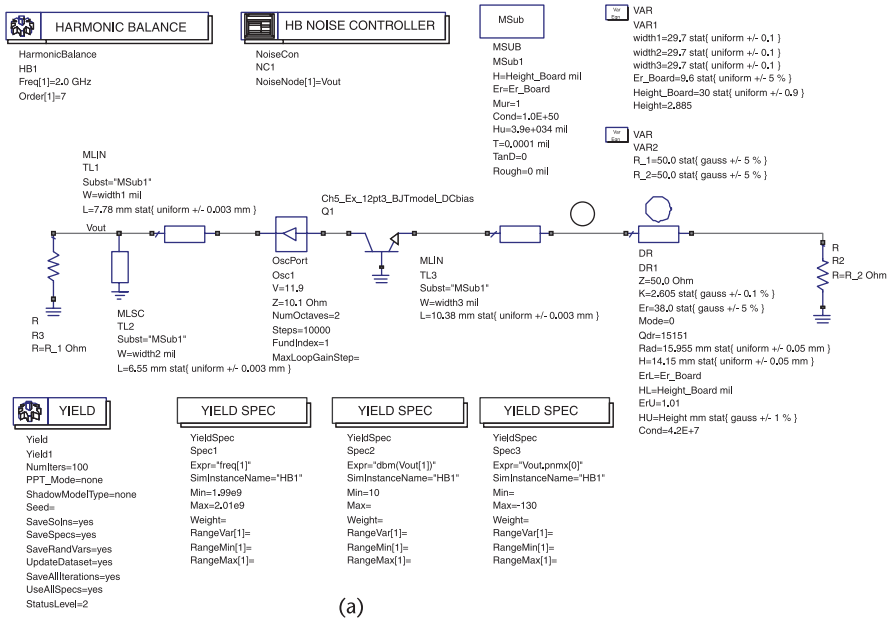 HARMONIC BALANCE
HarmonicBalance
HB1
Freq[1]=2.0 GHz
Order[1]=7
HB NOISE CONTROLLER
NoiseCon
NC1
NoiseNode[1]=Vout
MSub
MSUB
MSub1
H=Height_Board mil
Er=Er_Board
Mur=1
Cond=1.0E+50
Hu=3.9e+034 mil
T=0.0001 mil
TanD=0
Rough=0 mil
Var
Eqn
VAR
VAR1
width1=29.7 stat{ uniform +/- 0.1 }
width2=29.7 stat{ uniform +/- 0.1 }
width3=29.7 stat{ uniform +/- 0.1 }
Er_Board=9.6 stat{ uniform +/- 5 % }
Height_Board=30 stat{ uniform +/- 0.9 }
Height=2.885
Var
Eqn
VAR
VAR2
R_1=50.0 stat{ gauss +/- 5 % }
R_2=50.0 stat{ gauss +/- 5 % }
MLIN
TL1
Subst="MSub1"
W=width1 mil
L=7.78 mm stat{ uniform +/- 0.003 mm }
Vout
R
R3
R=R_1 Ohm
MLSC
TL2
Subst="MSub1"
W=width2 mil
L=6.55 mm stat{ uniform +/- 0.003 mm }
OscPort
Osc1
V=11.9
Z=10.1 Ohm
NumOctaves=2
Steps=10000
FundIndex=1
MaxLoopGainStep=
Ch5_Ex_12pt3_BJTmodel_DCbias
Q1
MLIN
TL3
Subst="MSub1"
W=width3 mil
L=10.38 mm stat{ uniform +/- 0.003 mm }
DR
DR1
Z=50.0 Ohm
K=2.605 stat{ gauss +/- 0.1 % }
Er=38.0 stat{ gauss +/- 5 % }
Mode=0
Qdr=15151
Rad=15.955 mm stat{ uniform +/- 0.05 mm }
H=14.15 mm stat{ uniform +/- 0.05 mm }
ErL=Er_Board
HL=Height_Board mil
ErU=1.01
HU=Height mm stat{ gauss +/- 1 % }
Cond=4.2E+7
R
R2
R=R_2 Ohm
YIELD
Yield
Yield1
NumIters=100
PPT_Mode=none
ShadowModelType=none
Seed=
SaveSolns=yes
SaveSpecs=yes
SaveRandVars=yes
UpdateDataset=yes
SaveAllIterations=yes
UseAllSpecs=yes
StatusLevel=2
YIELD SPEC
YieldSpec
Spec1
Expr="freq[1]"
SimInstanceName="HB1"
Min=1.99e9
Max=2.01e9
Weight=
RangeVar[1]=
RangeMin[1]=
RangeMax[1]=
YIELD SPEC
YieldSpec
Spec2
Expr="dbm(Vout[1])"
SimInstanceName="HB1"
Min=10
Max=
Weight=
RangeVar[1]=
RangeMin[1]=
RangeMax[1]=
YIELD SPEC
YieldSpec
Spec3
Expr="Vout.pnmx[0]"
SimInstanceName="HB1"
Min=
Max=-130
Weight=
RangeVar[1]=
RangeMin[1]=
RangeMax[1]=
(a)